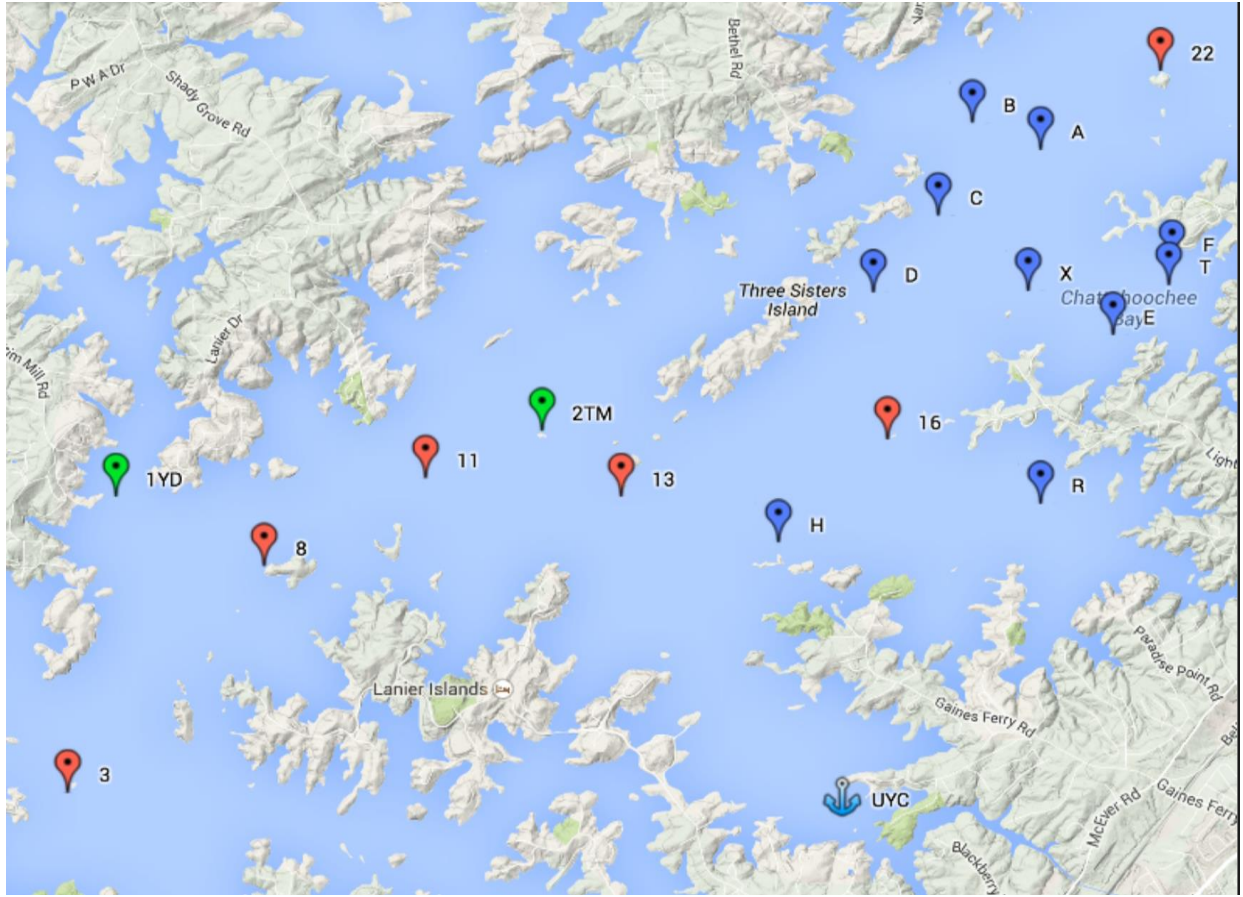 Bethel Rd
22
P W A Dr
Shady Grove Rd
B
A
C
F
T
D
X
Three Sisters
Island
Chattahoochee
Bay
E
Lanier Dr
2TM
16
11
13
1YD
R
H
8
Paradise Point Rd
Lanier Islands
Gaines Ferry Rd
3
UYC
McEver Rd
Gaines Ferry
Blackberry
Light